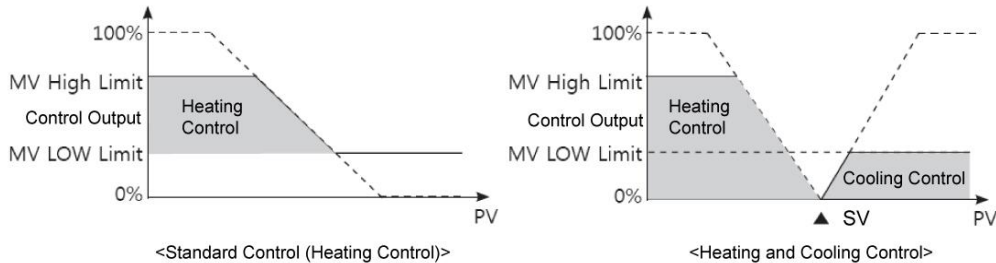 100%
MV High Limit
Control Output
MV LOW Limit
0%
Heating
Control
PV
<Standard Control (Heating Control)>
100%
MV High Limit
Control Output
MV LOW Limit
0%
Heating
Control
Cooling Control
▲ SV
PV
<Heating and Cooling Control>